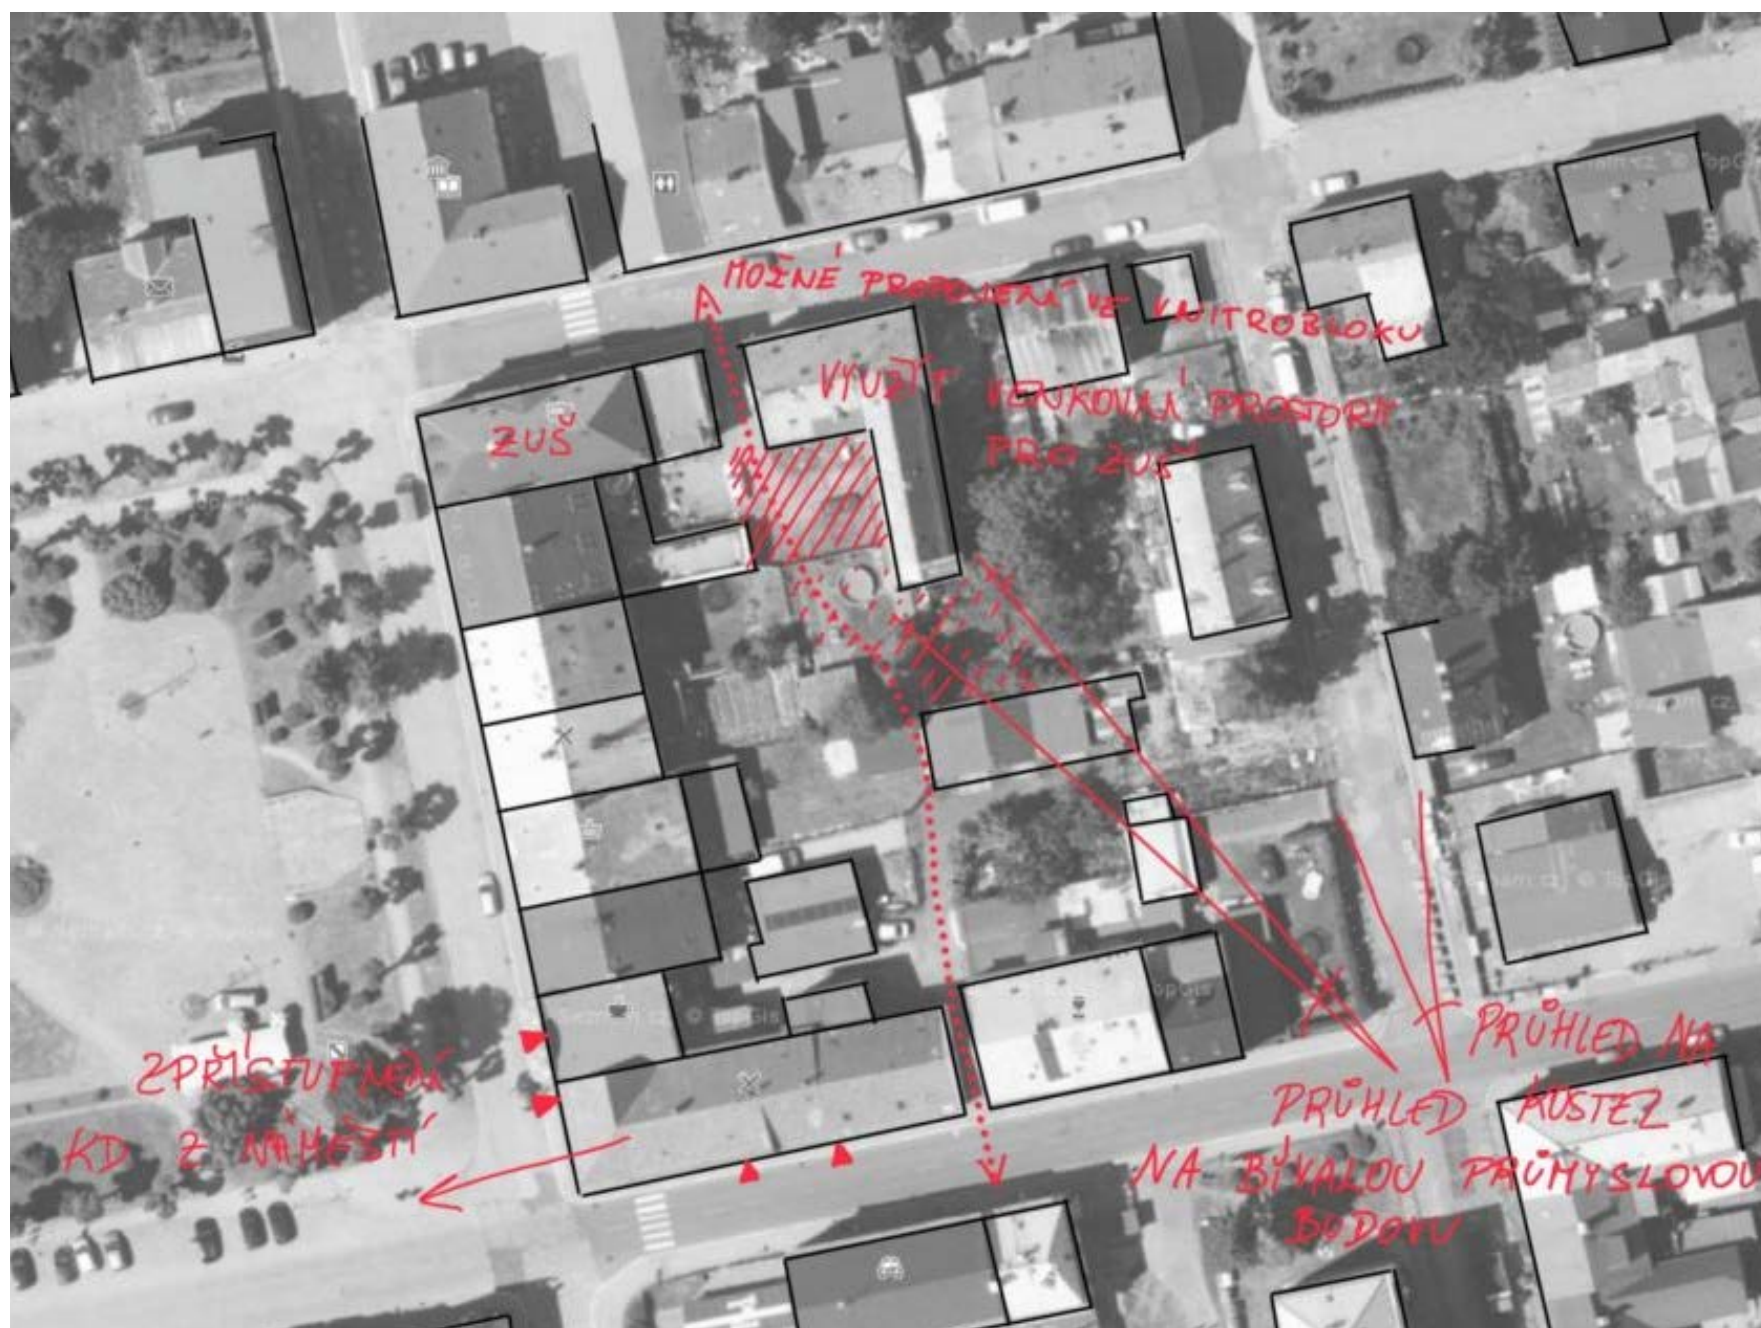 MOŽNÉ PROPOJENÍ VE VNITROBLOKU
VYUŽÍT VENKOVNÍ PROSTORY
PRO ZUŠ
ZUŠ
ZPŘÍSTUPNĚNÍ
KD Z NÁMĚSTÍ
PRŮHLED NA
KOSTEL
PRŮHLED
NA BÝVALOU PRŮMYSLOVOU
BUDOVU